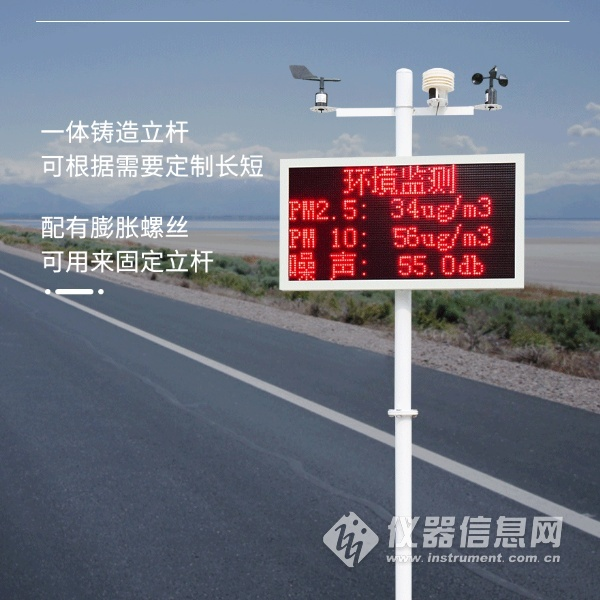 一体铸造立杆
可根据需要定制长短
配有膨胀螺丝
可用来固定立杆
环境监测
PM2.5: 34ug/m3
PM 10: 56ug/m3
噪 声: 55.0db
仪器信息网
www.instrument.com.cn